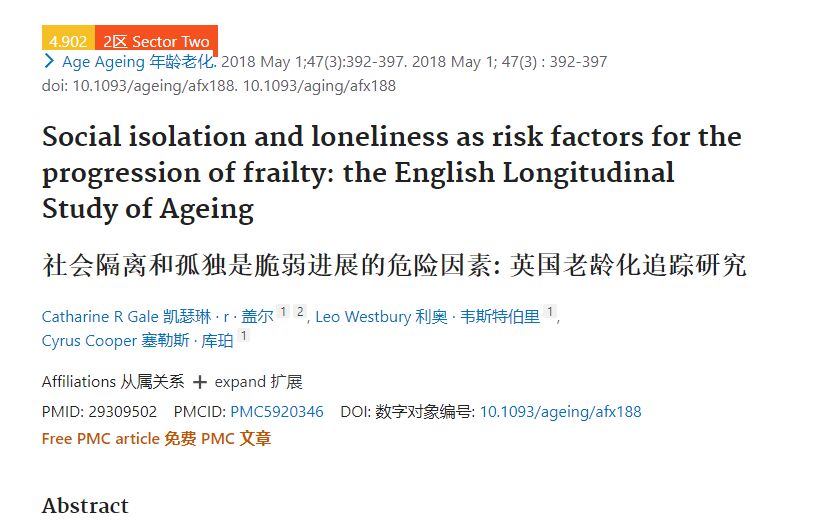 4.902 2区 Sector Two
Age Ageing 年龄老化. 2018 May 1;47(3):392-397. 2018 May 1; 47(3) : 392-397
doi: 10.1093/ageing/afx188. 10.1093/aging/afx188
Social isolation and loneliness as risk factors for the
progression of frailty: the English Longitudinal
Study of Ageing
社会隔离和孤独是脆弱进展的危险因素: 英国老龄化追踪研究
Catharine R Gale 凯瑟琳 · r · 盖尔 1 2, Leo Westbury 利奥 · 韦斯特伯里 1,
Cyrus Cooper 塞勒斯 · 库珀 1
Affiliations 从属关系 + expand 扩展
PMID: 29309502 PMCID: PMC5920346 DOI: 数字对象编号: 10.1093/ageing/afx188
Free PMC article 免费 PMC 文章
Abstract